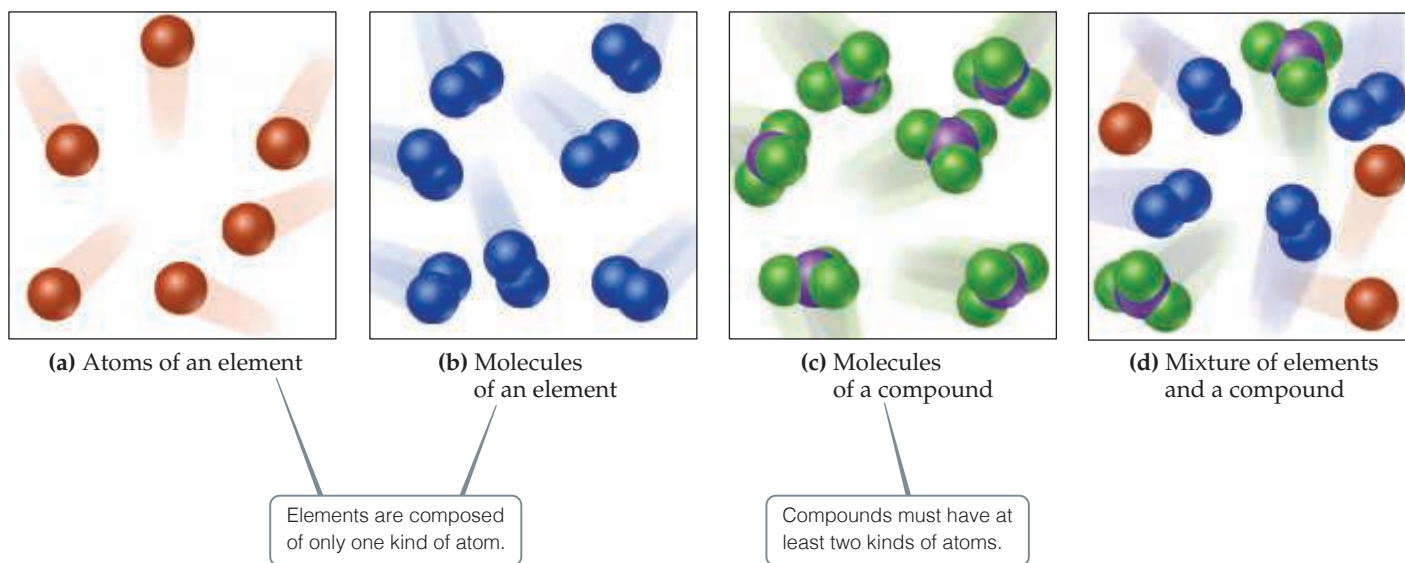 (a) Atoms of an element
(b) Molecules
of an element
(c) Molecules
of a compound
(d) Mixture of elements
and a compound
Elements are composed
of only one kind of atom.
Compounds must have at
least two kinds of atoms.